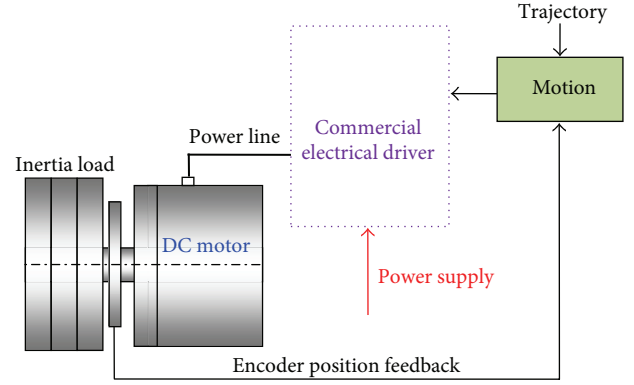 Trajectory
Motion
Commercial
electrical driver
Power line
Inertia load
DC motor
Power supply
Encoder position feedback